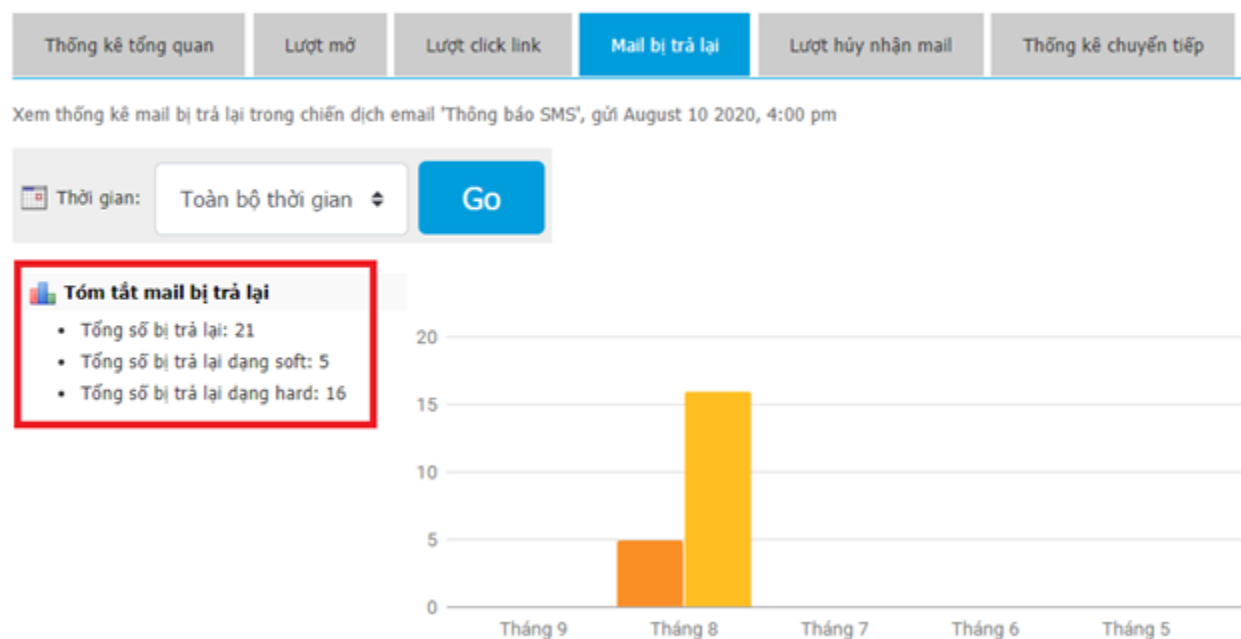 Thống kê tổng quan
Lượt mở
Lượt click link
Mail bị trả lại
Lượt hủy nhận mail
Thống kê chuyển tiếp
Xem thống kê mail bị trả lại trong chiến dịch email 'Thông báo SMS', gửi August 10 2020, 4:00 pm
Thời gian:
Toàn bộ thời gian
Go
Tóm tắt mail bị trả lại
• Tổng số bị trả lại: 21
• Tổng số bị trả lại dạng soft: 5
• Tổng số bị trả lại dạng hard: 16
20
15
10
5
0
Tháng 9
Tháng 8
Tháng 7
Tháng 6
Tháng 5